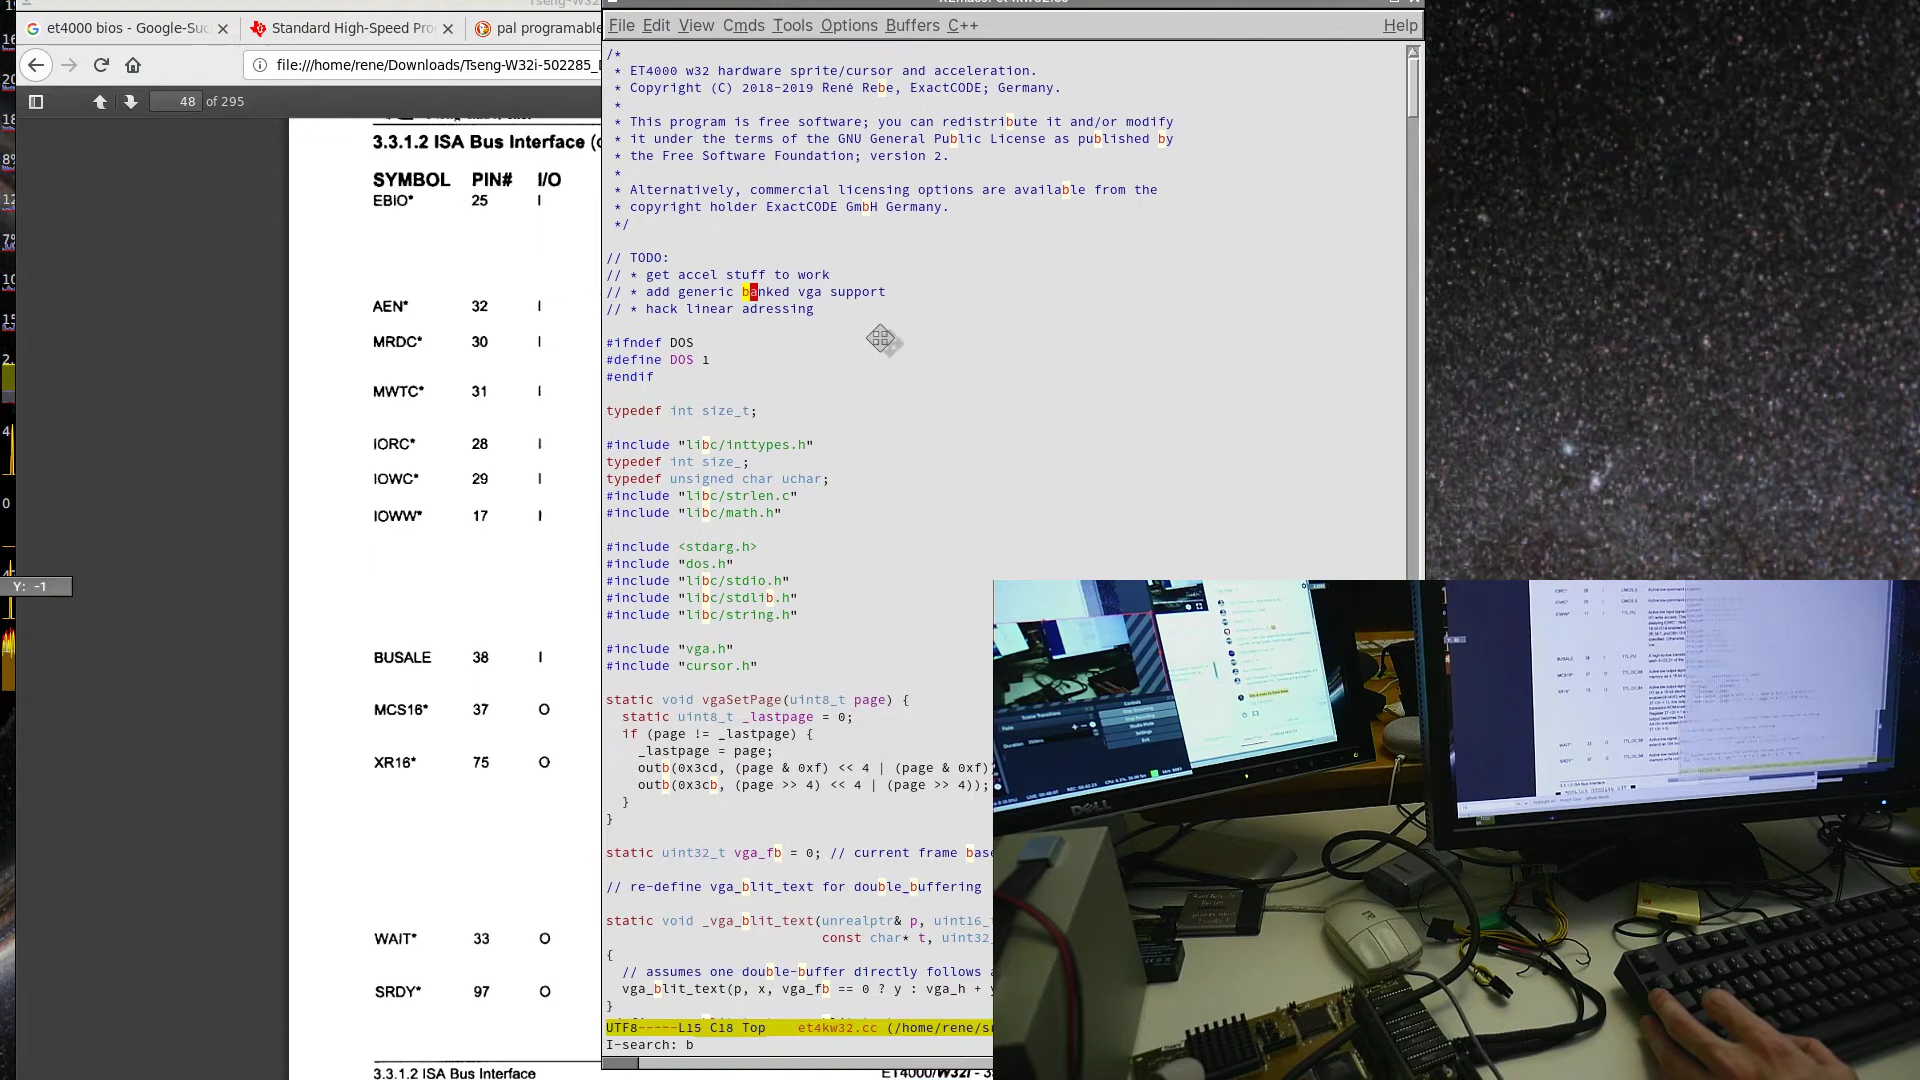 et4000 bios - Google-Suc
Standard High-Speed Pro
pal programable
file:///home/rene/Downloads/Tseng-W32i-502285_D
48 of 295
3.3.1.2 ISA Bus Interface (c
SYMBOL PIN# I/O
EBIO* 25 I
AEN* 32 I
MRDC* 30 I
MWTC* 31 I
IORC* 28 I
IOWC* 29 I
IOWW* 17 I
BUSALE 38 I
MCS16* 37 O
XR16* 75 O
WAIT* 33 O
SRDY* 97 O
3.3.1.2 ISA Bus Interface
ET4000/W32i - 3
Y: -1
File Edit View Cmds Tools Options Buffers C++ Help
/*
* ET4000 w32 hardware sprite/cursor and acceleration.
* Copyright (C) 2018-2019 René Rebe, ExactCODE; Germany.
*
* This program is free software; you can redistribute it and/or modify
* it under the terms of the GNU General Public License as published by
* the Free Software Foundation; version 2.
*
* Alternatively, commercial licensing options are available from the
* copyright holder ExactCODE GmbH Germany.
*/
// TODO:
// * get accel stuff to work
// * add generic banked vga support
// * hack linear adressing
#ifndef DOS
#define DOS 1
#endif
typedef int size_t;
#include "libc/inttypes.h"
typedef int size_;
typedef unsigned char uchar;
#include "libc/strlen.c"
#include "libc/math.h"
#include <stdarg.h>
#include "dos.h"
#include "libc/stdio.h"
#include "libc/stdlib.h"
#include "libc/string.h"
#include "vga.h"
#include "cursor.h"
static void vgaSetPage(uint8_t page) {
static uint8_t _lastpage = 0;
if (page != _lastpage) {
_lastpage = page;
outb(0x3cd, (page & 0xf) << 4 | (page & 0xf)
outb(0x3cb, (page >> 4) << 4 | (page >> 4));
}
}
static uint32_t vga_fb = 0; // current frame base
// re-define vga_blit_text for double_buffering
static void _vga_blit_text(unrealptr& p, uint16_t
const char* t, uint32_
{
// assumes one double-buffer directly follows a
vga_blit_text(p, x, vga_fb == 0 ? y : vga_h + y
}
UTF8-----L15 C18 Top et4kw32.cc (/home/rene/sr
I-search: b
DELL